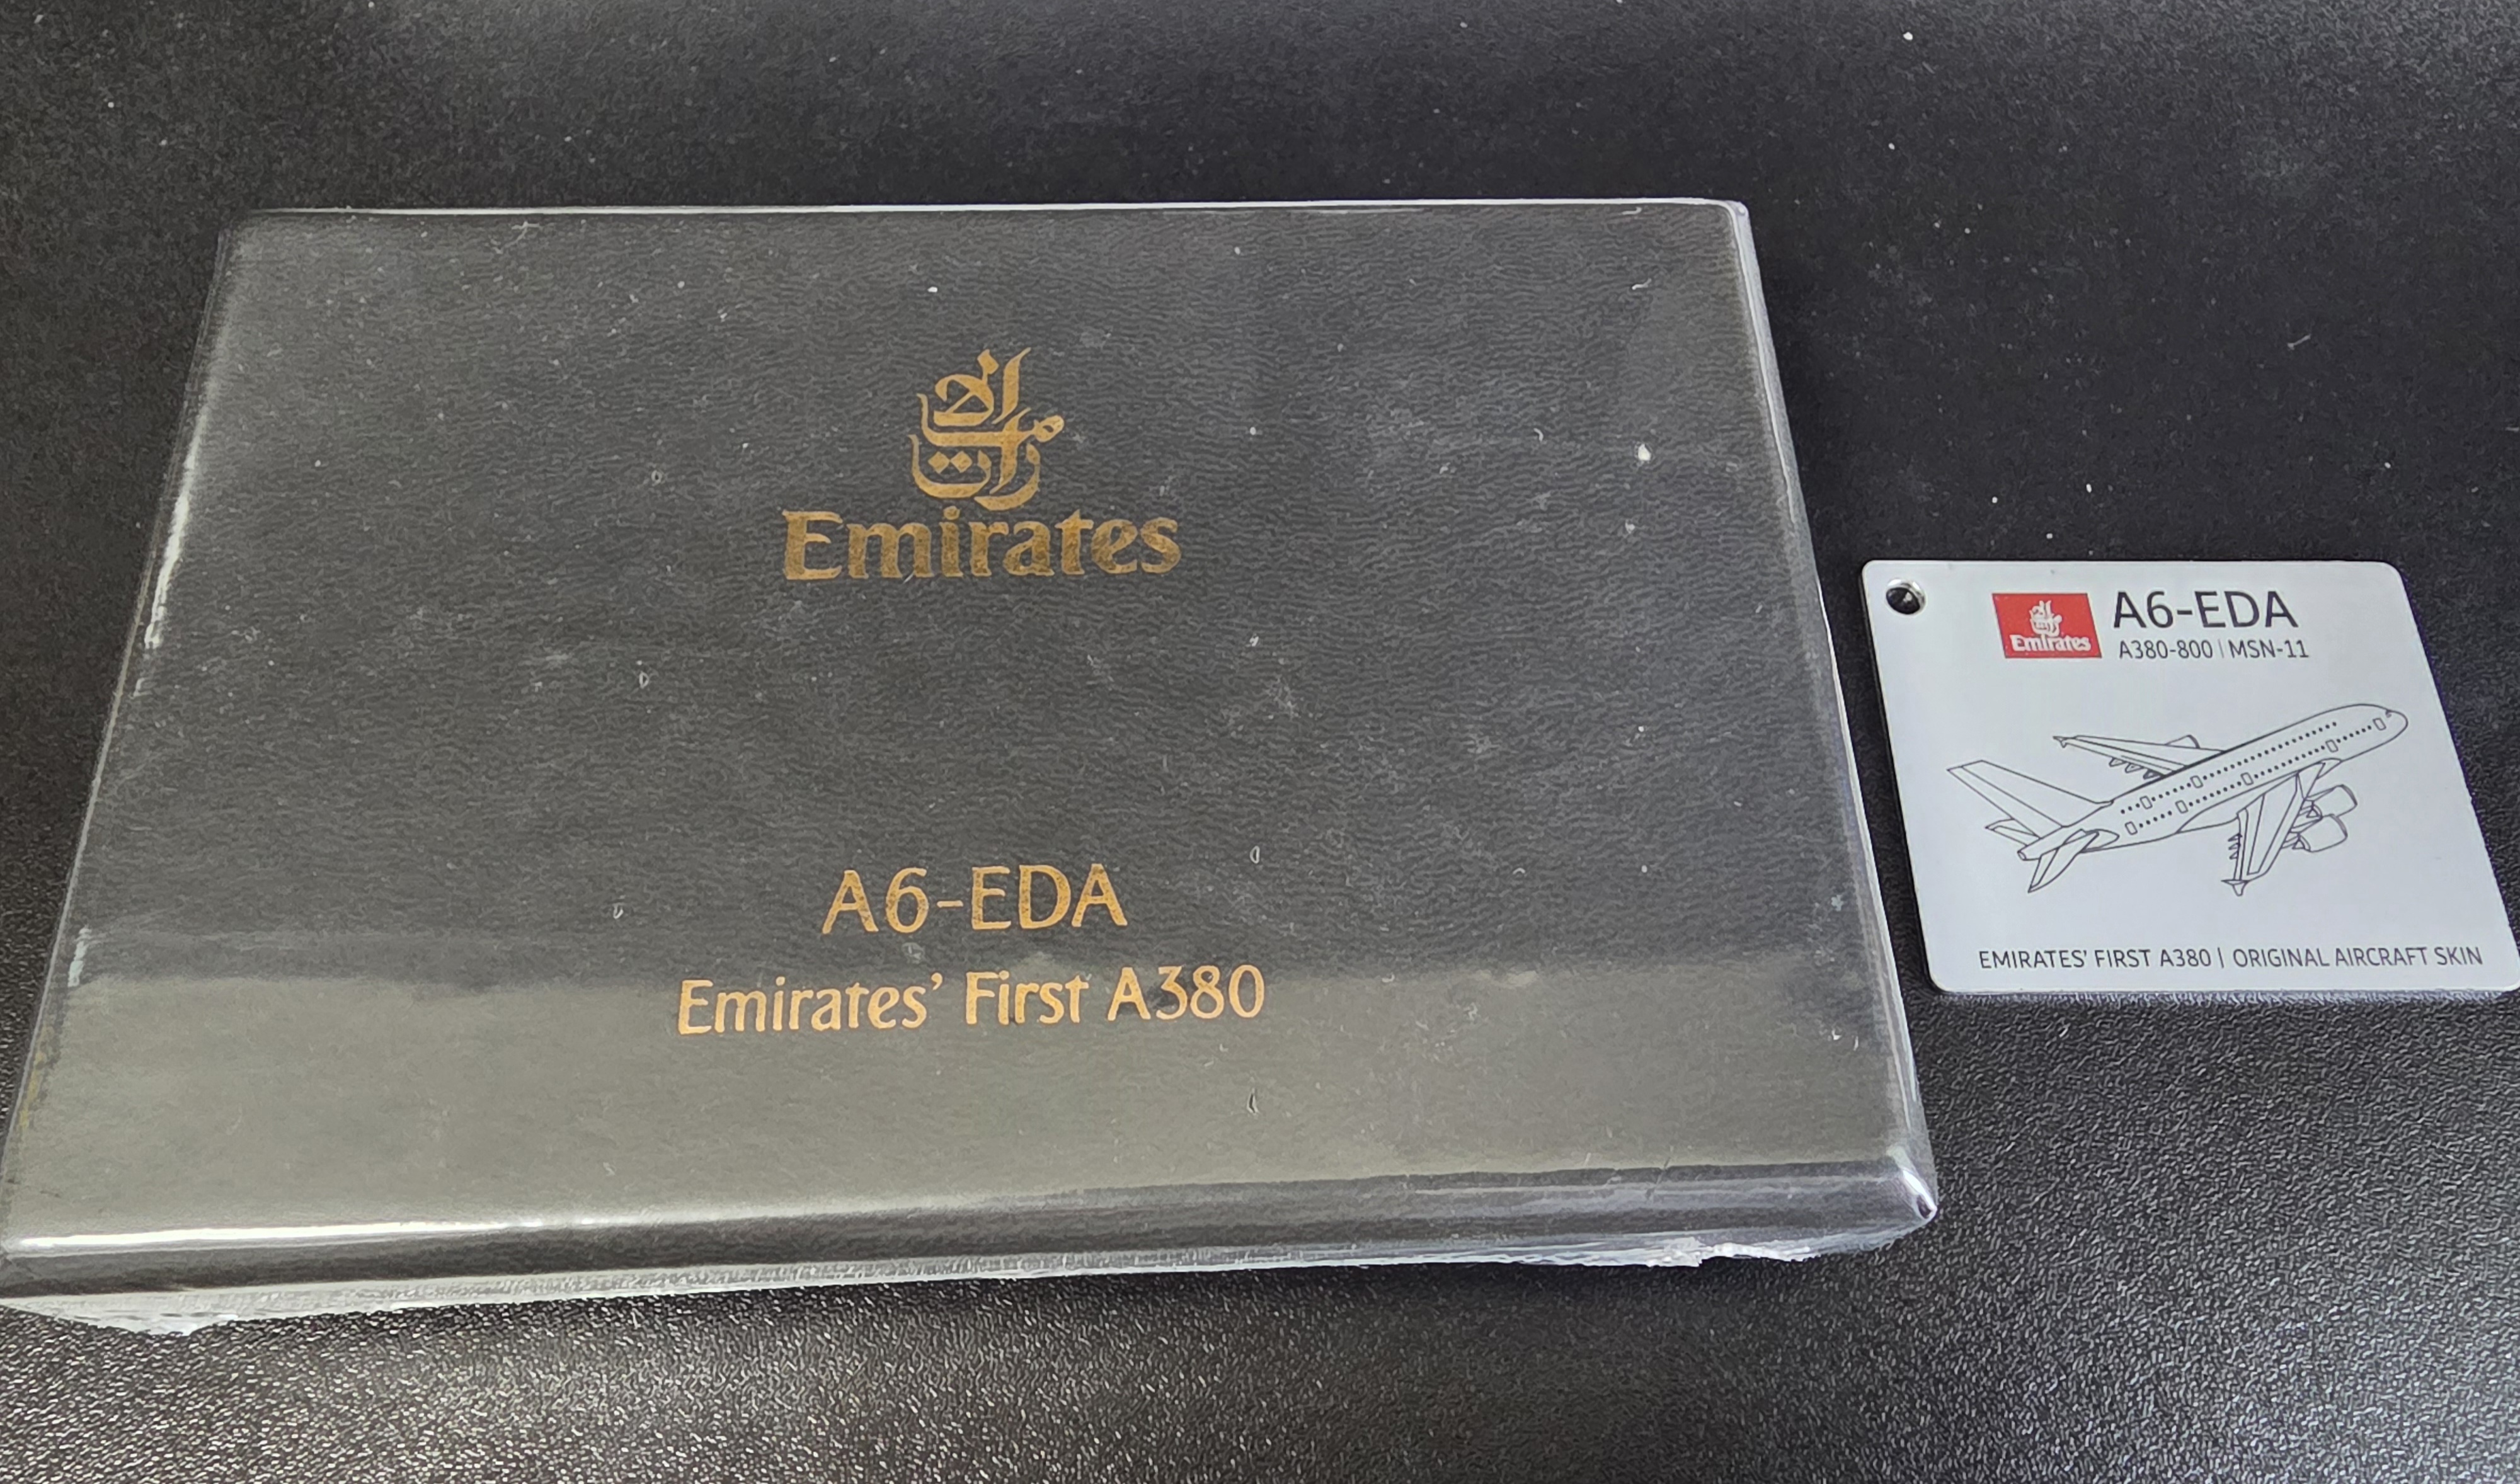 الإمارات
Emirates
A6-EDA
Emirates' First A380
Emirates
A6-EDA
A380-800 | MSN-11
EMIRATES' FIRST A380 | ORIGINAL AIRCRAFT SKIN